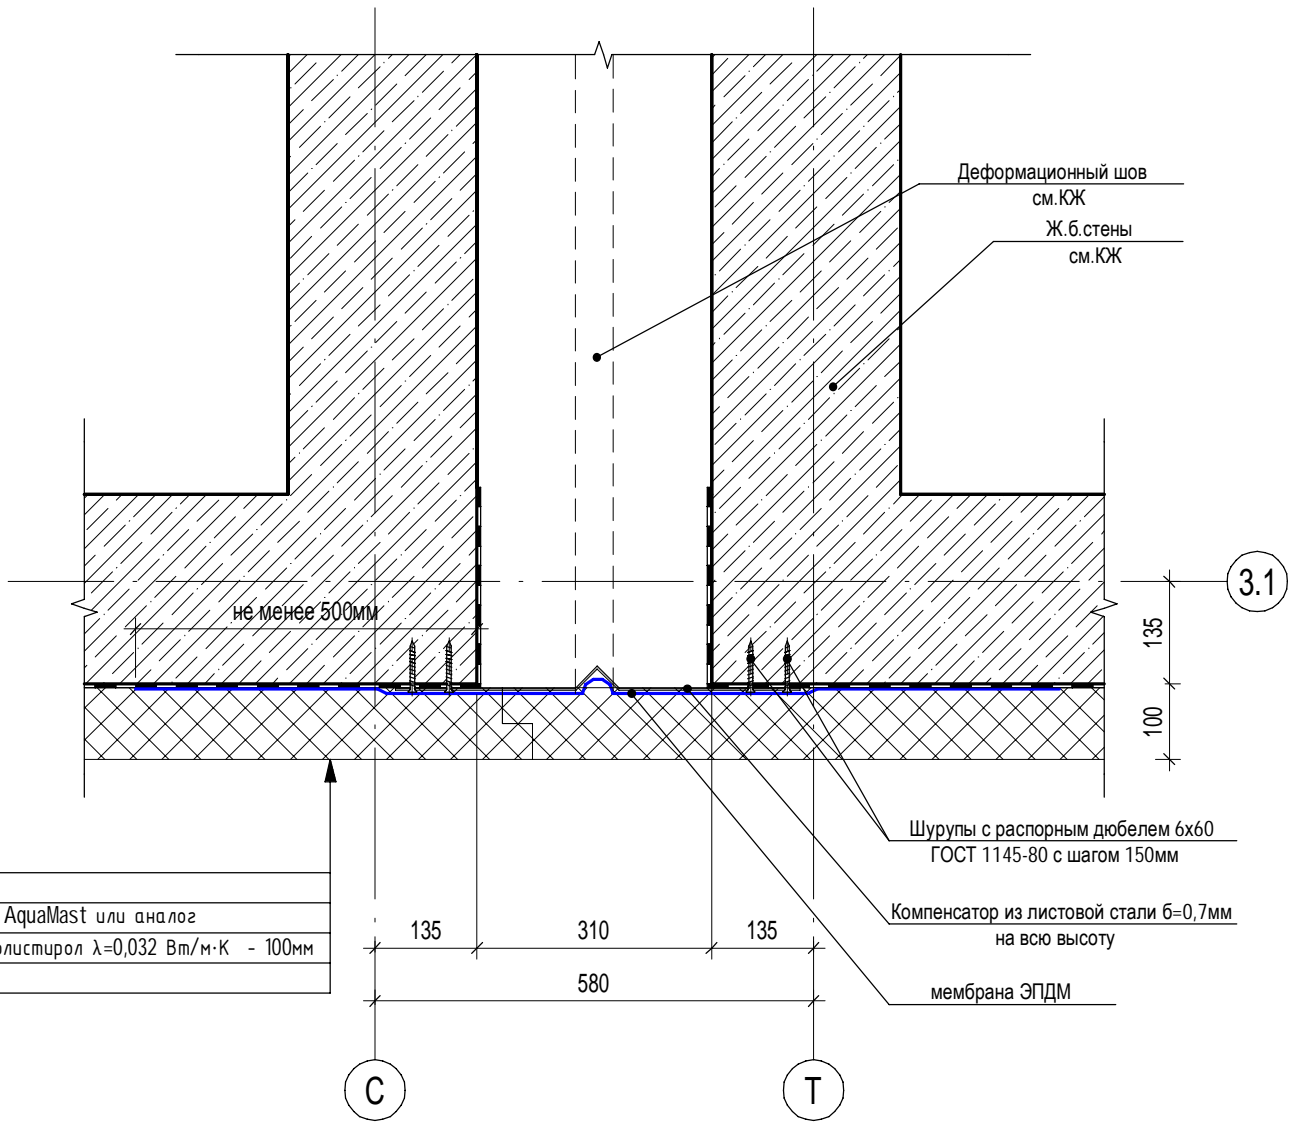 Деформационный шов
см.КЖ
Ж.б.стены
см.КЖ
3.1
не менее 500мм
135
100
Шурупы с распорным дюбелем 6х60
ГОСТ 1145-80 с шагом 150мм
AquaMast или аналог
λ=0,032 Вт/м·К - 100мм
Компенсатор из листовой стали б=0,7мм
на всю высоту
135
310
135
580
мембрана ЭПДМ
С
Т